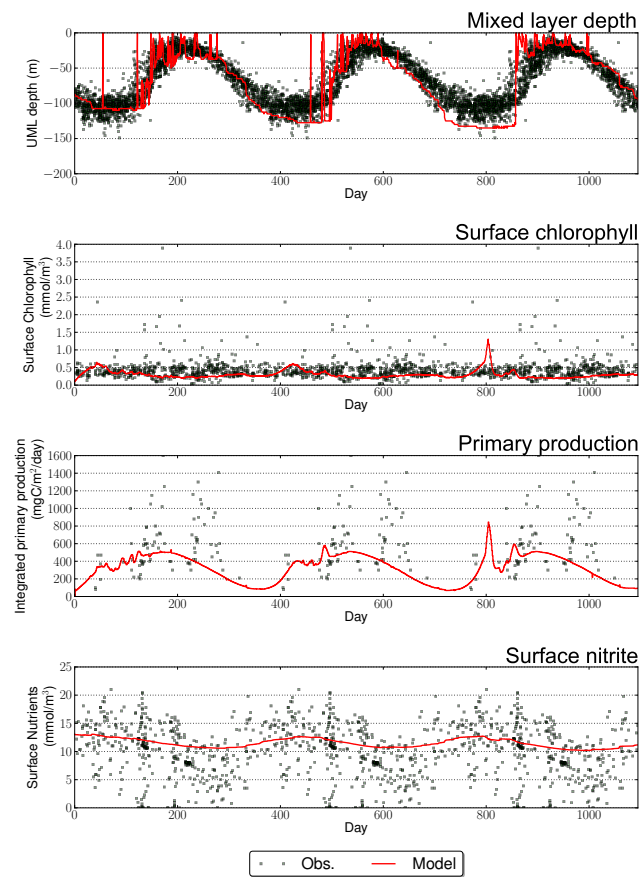 Mixed layer depth
UML depth (m)
0
−50
−100
−150
−200
0 200 400 600 800 1000
Day
Surface chlorophyll
Surface Chlorophyll
(mmol/m³)
4.0
3.5
3.0
2.5
2.0
1.5
1.0
0.5
0.0
0 200 400 600 800 1000
Day
Primary production
Integrated primary production
(mgC/m²/day)
1600
1400
1200
1000
800
600
400
200
0
0 200 400 600 800 1000
Day
Surface nitrite
Surface Nutrients
(mmol/m³)
25
20
15
10
5
0
0 200 400 600 800 1000
Day
Obs. Model